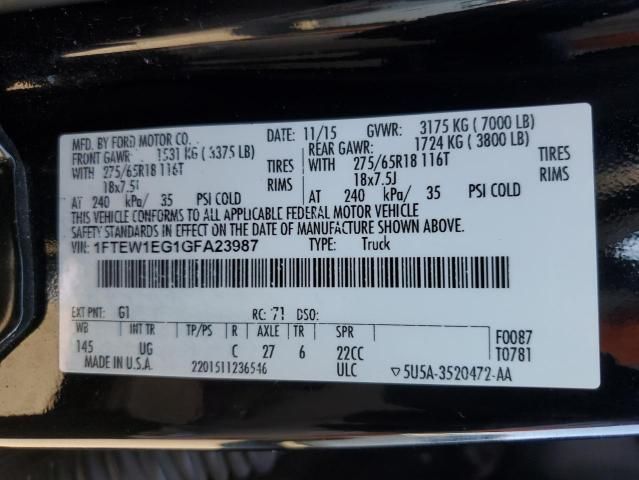 MFD. BY FORD MOTOR CO. DATE: 11/15 GVWR: 3175 KG ( 7000 LB)
FRONT GAWR: 1531 KG (3375 LB) REAR GAWR: 1724 KG ( 3800 LB)
WITH 275/65R18 116T TIRES WITH 275/65R18 116T TIRES
18x7.5J RIMS 18x7.5J RIMS
AT 240 kPa/ 35 PSI COLD AT 240 kPa/ 35 PSI COLD
THIS VEHICLE CONFORMS TO ALL APPLICABLE FEDERAL MOTOR VEHICLE
SAFETY STANDARDS IN EFFECT ON THE DATE OF MANUFACTURE SHOWN ABOVE.
VIN: 1FTEW1EG1GFA23987 TYPE: Truck
EXT PNT: G1 RC: 71 DSO:
WB INT TR TP/PS R AXLE TR SPR F0087
145 UG C 27 6 22CC T0781
MADE IN U.S.A. 2201511236546 ULC ▽5U5A-3520472-AA